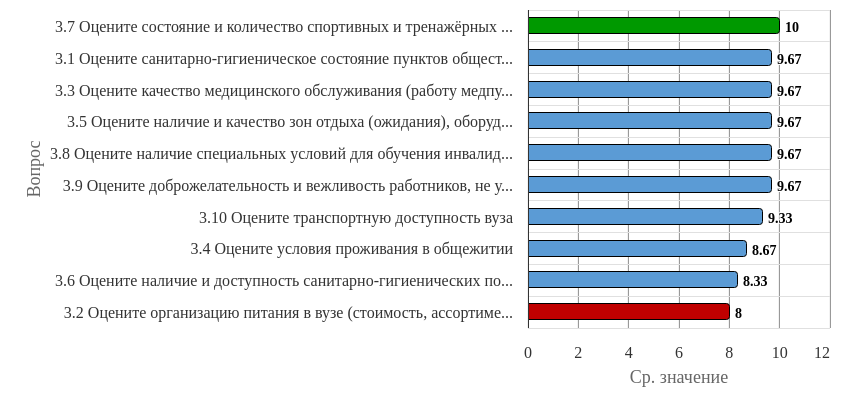 3.7 Оцените состояние и количество спортивных и тренажёрных ... 10
3.1 Оцените санитарно-гигиеническое состояние пунктов общест... 9.67
3.3 Оцените качество медицинского обслуживания (работу медпу... 9.67
3.5 Оцените наличие и качество зон отдыха (ожидания), оборуд... 9.67
3.8 Оцените наличие специальных условий для обучения инвалид... 9.67
3.9 Оцените доброжелательность и вежливость работников, не у... 9.67
3.10 Оцените транспортную доступность вуза 9.33
3.4 Оцените условия проживания в общежитии 8.67
3.6 Оцените наличие и доступность санитарно-гигиенических по... 8.33
3.2 Оцените организацию питания в вузе (стоимость, ассортиме... 8
Вопрос
0 2 4 6 8 10 12
Ср. значение